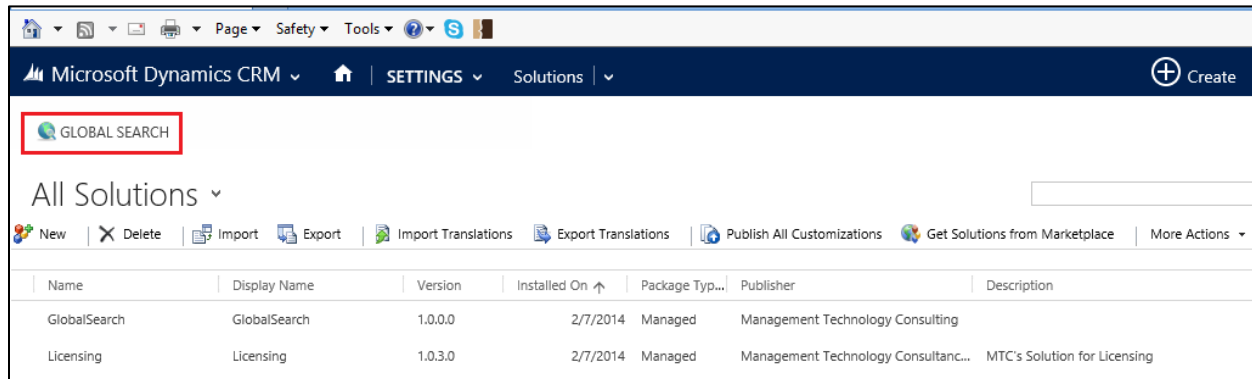 Page Safety Tools
Microsoft Dynamics CRM SETTINGS Solutions Create
GLOBAL SEARCH
All Solutions
New Delete Import Export Import Translations Export Translations Publish All Customizations Get Solutions from Marketplace More Actions
Name Display Name Version Installed On Package Typ... Publisher Description
GlobalSearch GlobalSearch 1.0.0.0 2/7/2014 Managed Management Technology Consulting
Licensing Licensing 1.0.3.0 2/7/2014 Managed Management Technology Consultanc... MTC's Solution for Licensing